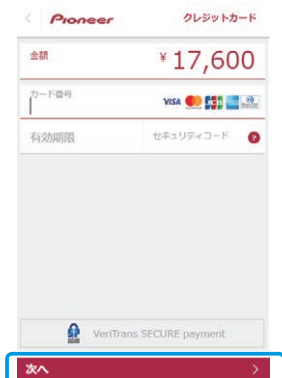 Pioneer クレジットカード
金額 ¥ 17,600
カード番号 VISA JCB
有効期限 セキュリティコード ?
VeriTrans SECURE payment
次へ